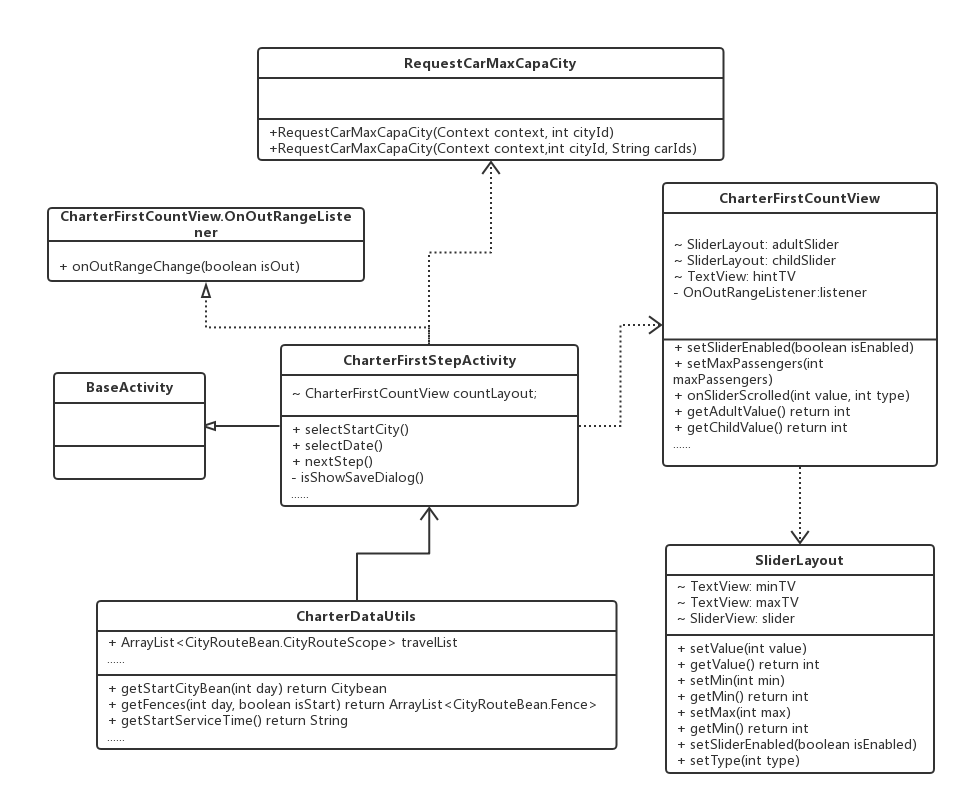 RequestCarMaxCapaCity
+RequestCarMaxCapaCity(Context context, int cityId)
+RequestCarMaxCapaCity(Context context,int cityId, String carIds)
CharterFirstCountView.OnOutRangeListe
ner
+ onOutRangeChange(boolean isOut)
CharterFirstCountView
~ SliderLayout: adultSlider
~ SliderLayout: childSlider
~ TextView: hintTV
- OnOutRangeListener:listener
+ setSliderEnabled(boolean isEnabled)
+ setMaxPassengers(int
maxPassengers)
+ onSliderScrolled(int value, int type)
+ getAdultValue() return int
+ getChildValue() return int
......
CharterFirstStepActivity
~ CharterFirstCountView countLayout;
+ selectStartCity()
+ selectDate()
+ nextStep()
- isShowSaveDialog()
......
BaseActivity
SliderLayout
~ TextView: minTV
~ TextView: maxTV
~ SliderView: slider
+ setValue(int value)
+ getValue() return int
+ setMin(int min)
+ getMin() return int
+ setMax(int max)
+ getMin() return int
+ setSliderEnabled(boolean isEnabled)
+ setType(int type)
CharterDataUtils
+ ArrayList<CityRouteBean.CityRouteScope> travelList
......
+ getStartCityBean(int day) return Citybean
+ getFences(int day, boolean isStart) return ArrayList<CityRouteBean.Fence>
+ getStartServiceTime() return String
......